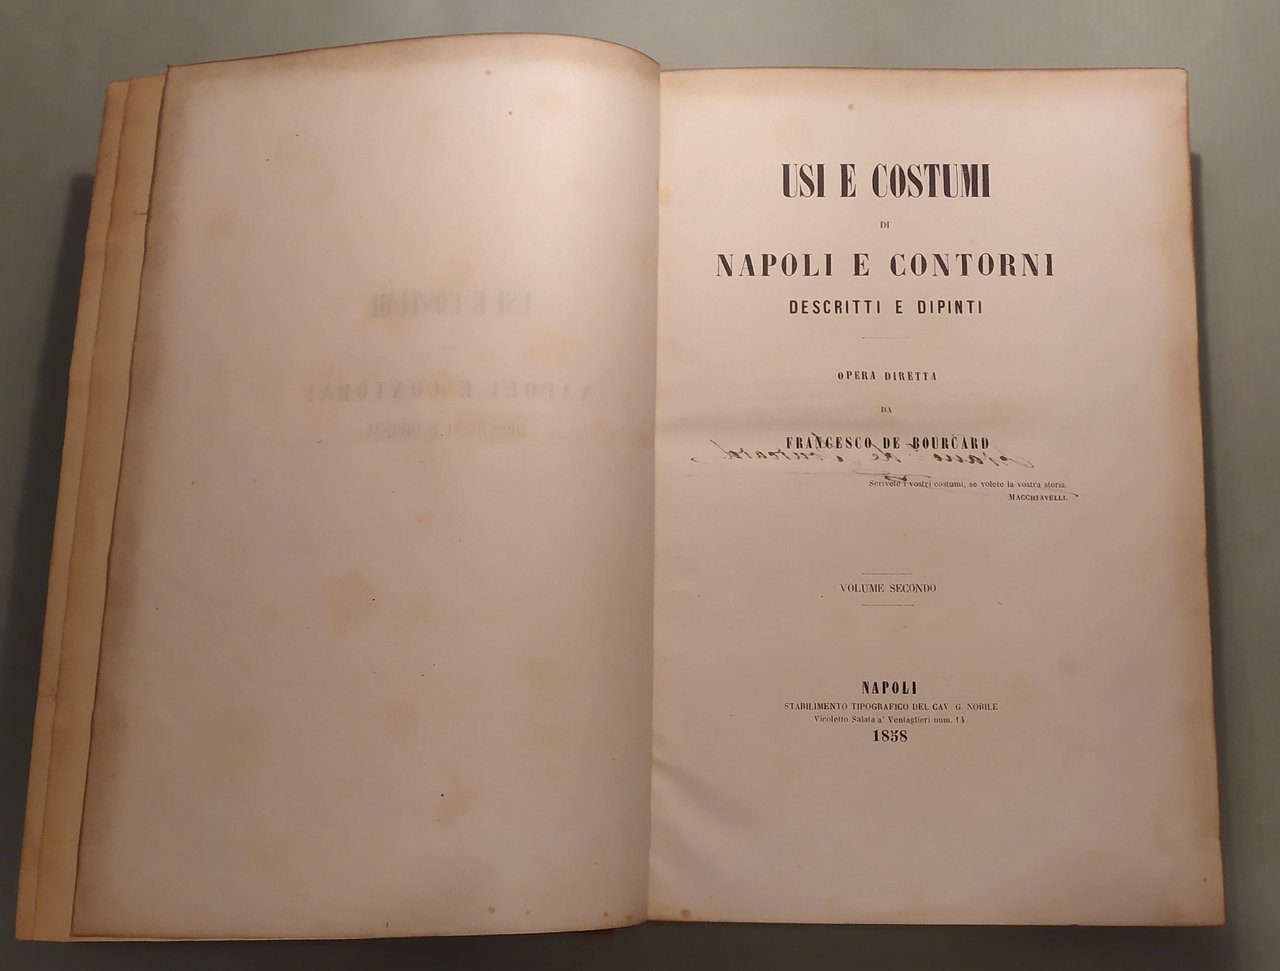 USI E COSTUMI
DI
NAPOLI E CONTORNI
DESCRITTI E DIPINTI
OPERA DIRETTA
DA
FRANCESCO DE BOURCARD
Scrivete i vostri costumi, se volete la vostra storia.
MACCHIAVELLI.
VOLUME SECONDO
NAPOLI
STABILIMENTO TIPOGRAFICO DEL CAV G. NOBILE
Vicoletto Salata a' Ventaglieri num. 14
1858